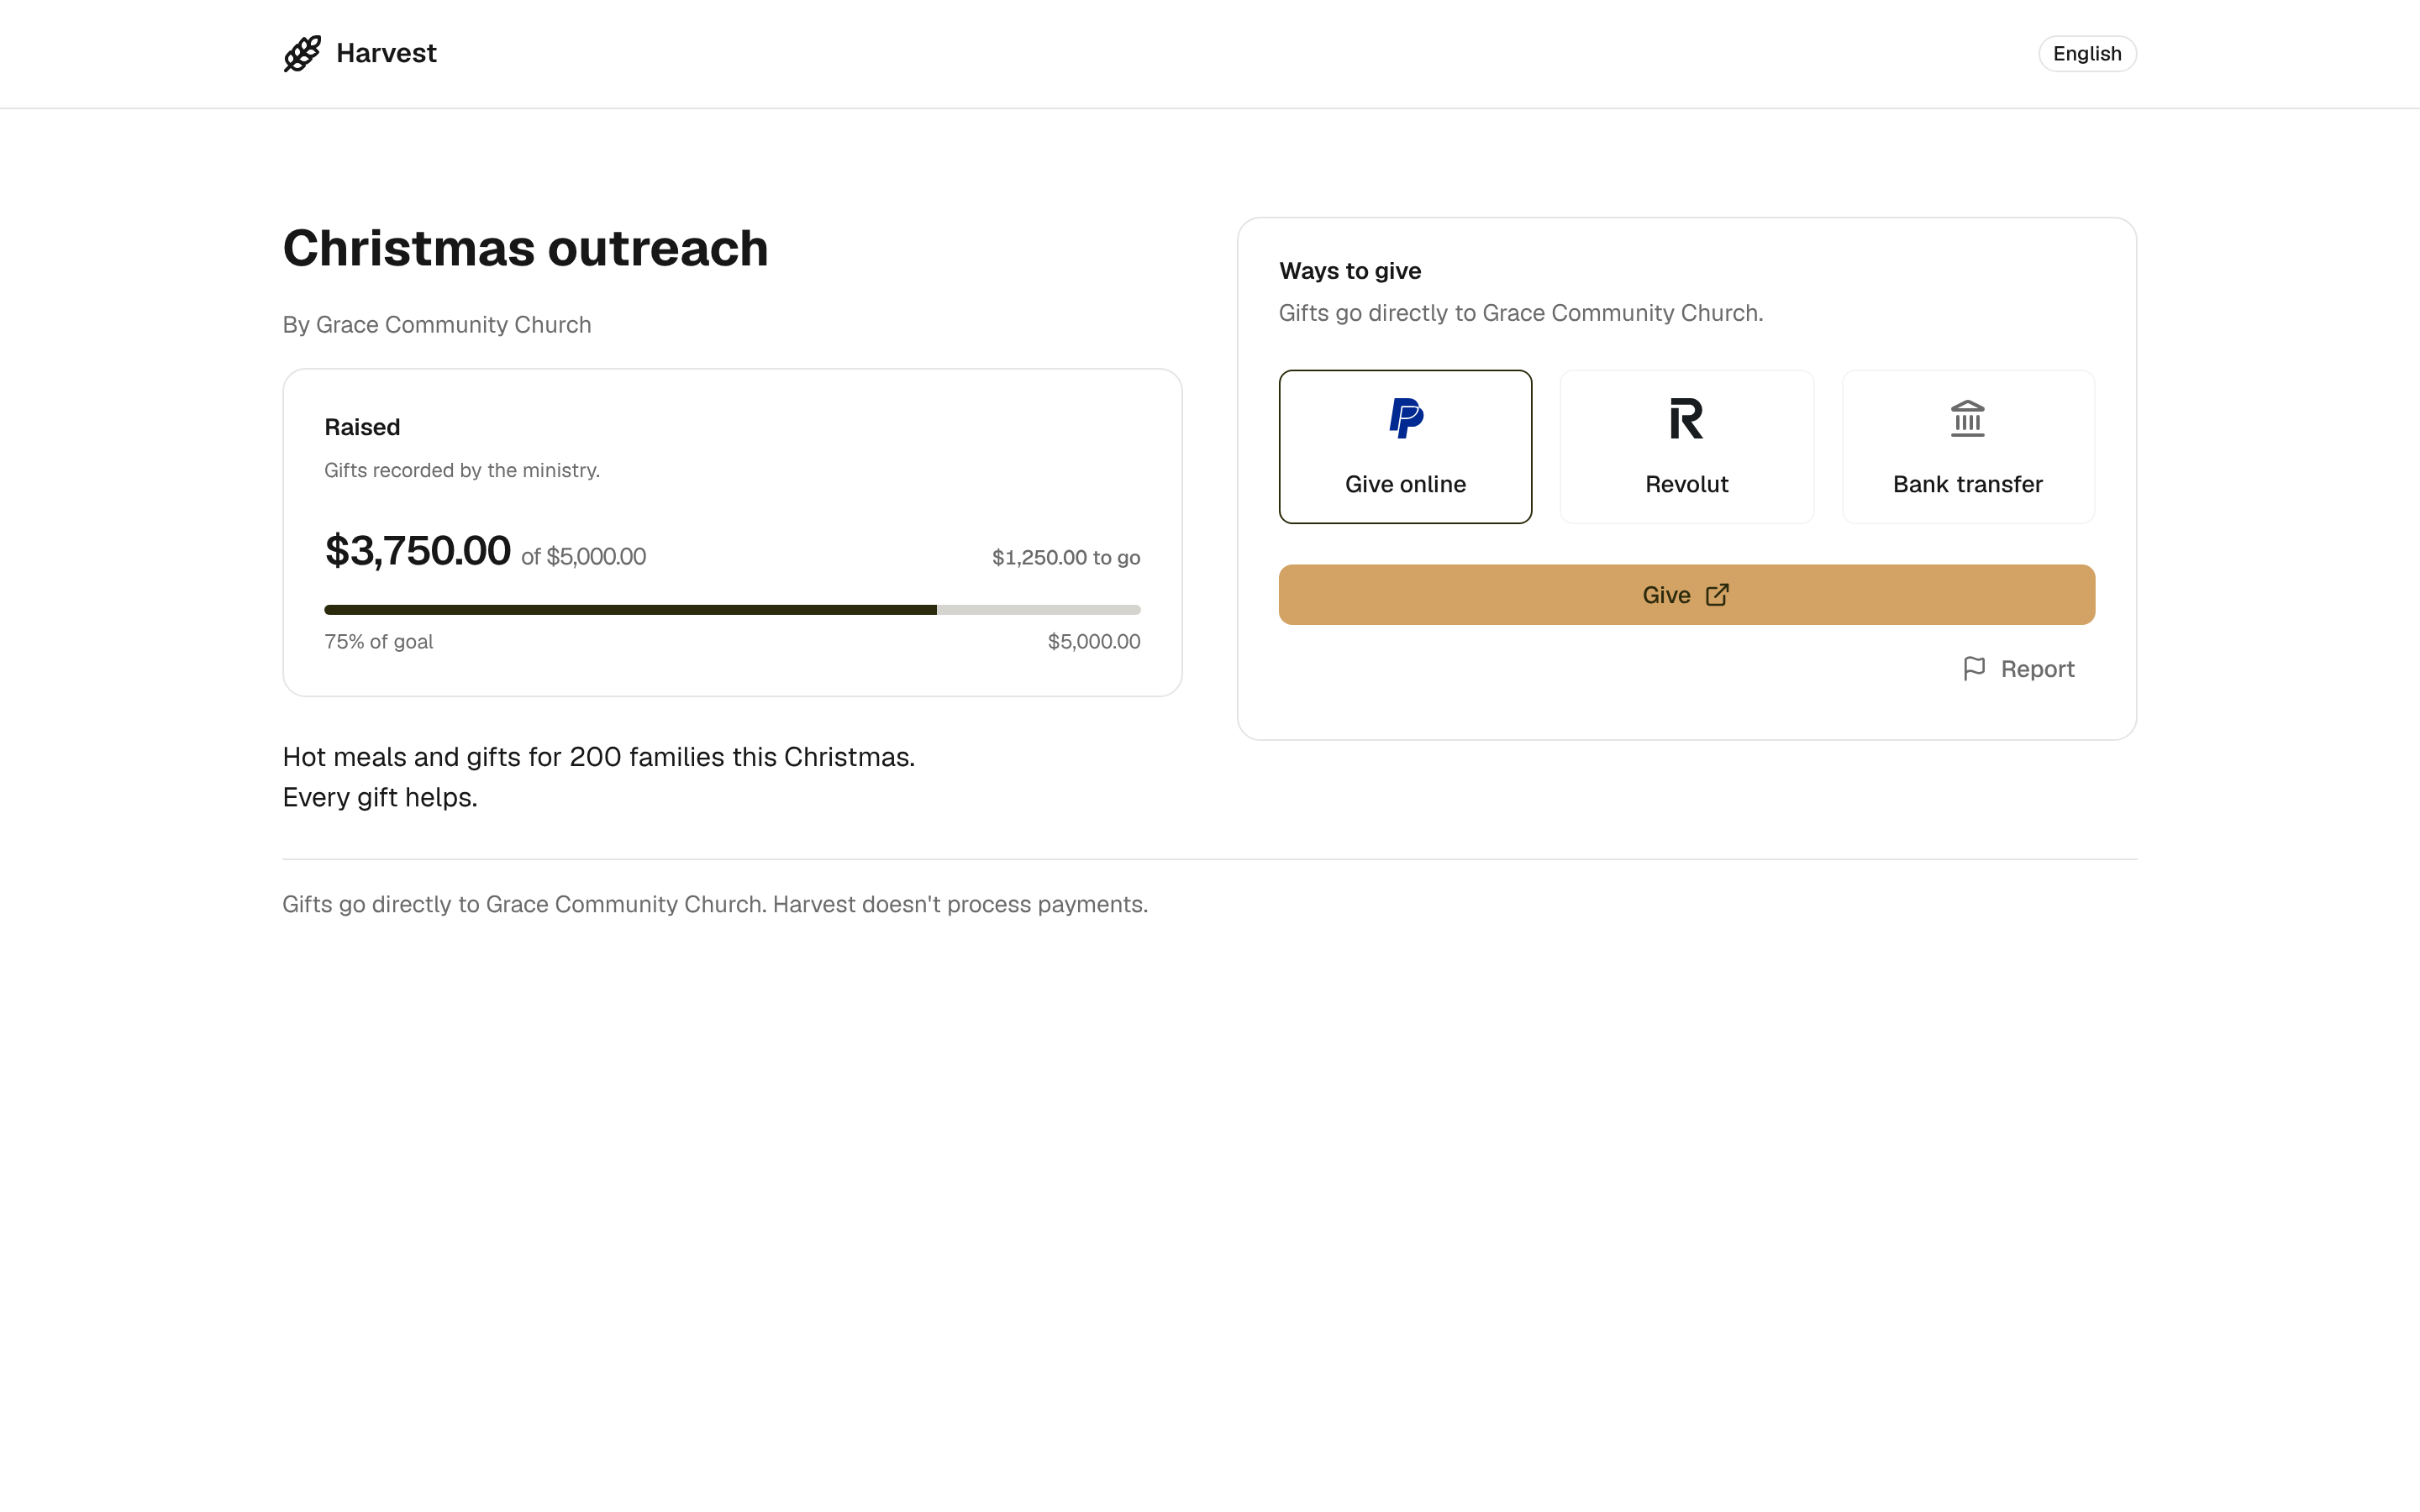 Harvest
English
Christmas outreach
By Grace Community Church
Raised
Gifts recorded by the ministry.
$3,750.00 of $5,000.00
$1,250.00 to go
75% of goal
$5,000.00
Hot meals and gifts for 200 families this Christmas.
Every gift helps.
Ways to give
Gifts go directly to Grace Community Church.
Give online
Revolut
Bank transfer
Give
Report
Gifts go directly to Grace Community Church. Harvest doesn't process payments.